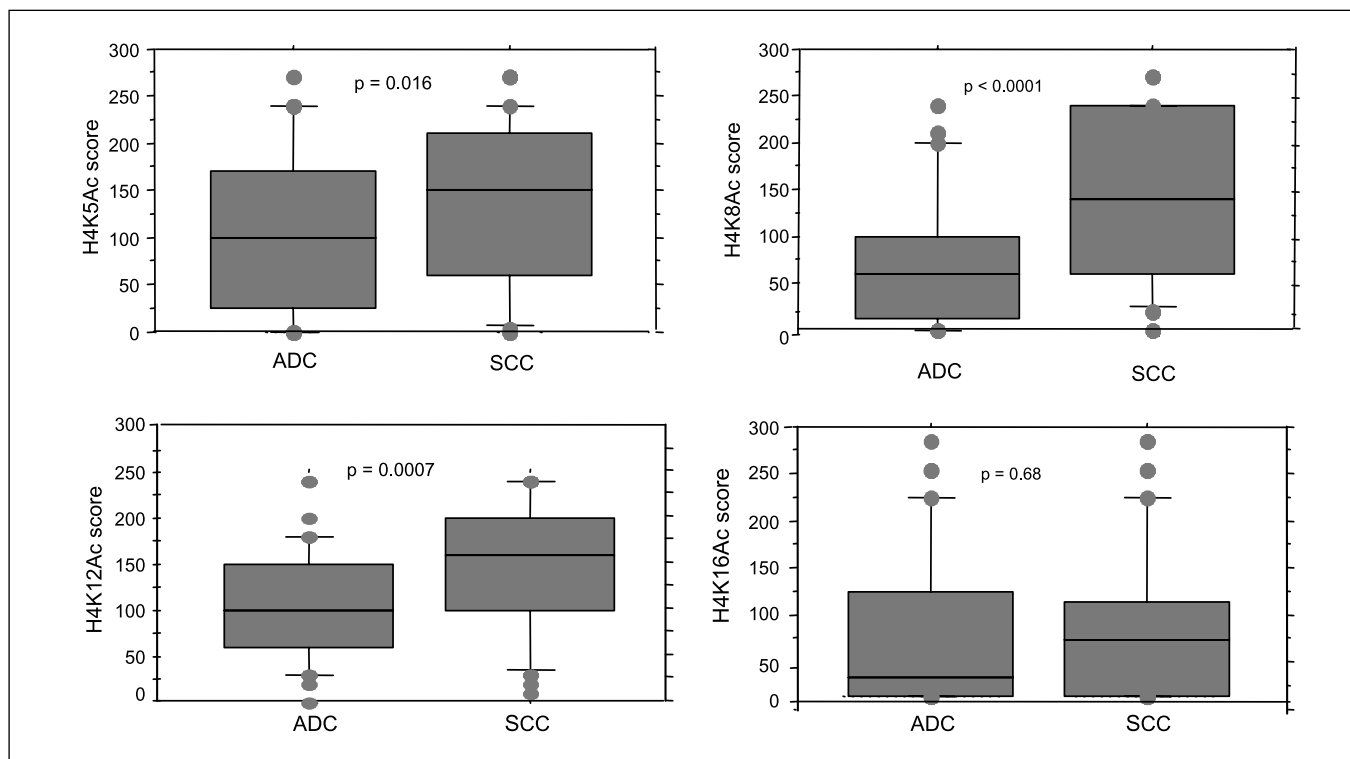 H4K5Ac score
300
250
200
150
100
50
0
p = 0.016
ADC SCC
H4K8Ac score
300
250
200
150
100
50
0
p < 0.0001
ADC SCC
H4K12Ac score
300
250
200
150
100
50
0
p = 0.0007
ADC SCC
H4K16Ac score
300
250
200
150
100
50
0
p = 0.68
ADC SCC